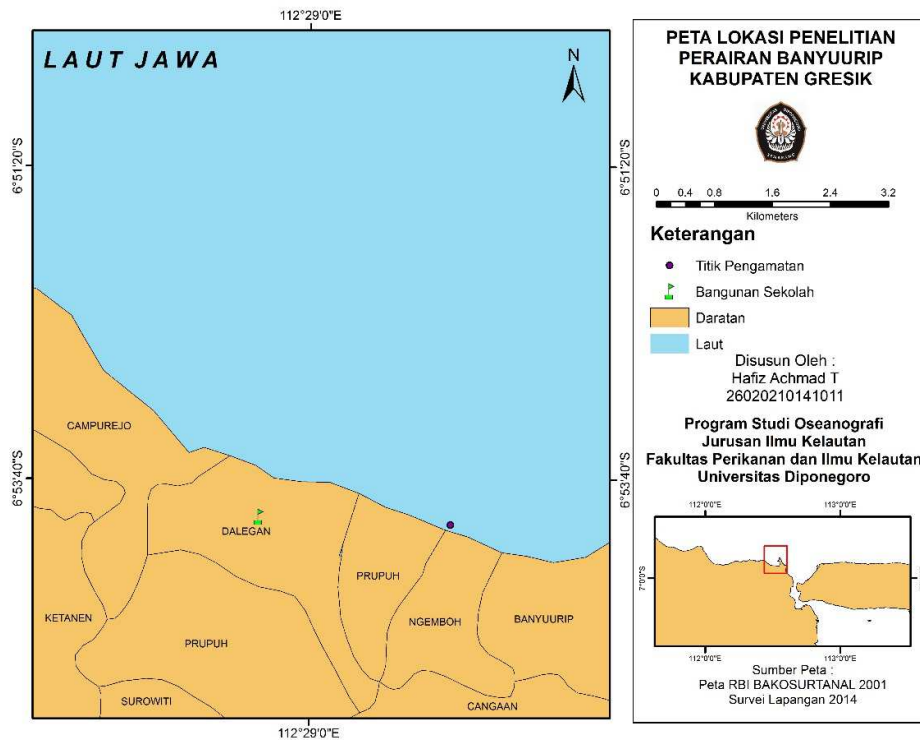 112°29'0"E
LAUT JAWA
N
6°51'20"S
6°51'20"S
6°53'40"S
6°53'40"S
CAMPUREJO
DALEGAN
PRUPUH
KETANEN
PRUPUH
NGEMBOH
BANYUURIP
SUROWITI
CANGAAN
112°29'0"E
PETA LOKASI PENELITIAN
PERAIRAN BANYUURIP
KABUPATEN GRESIK
SEMARANG
0 0.4 0.8 1.6 2.4 3.2
Kilometers
Keterangan
Titik Pengamatan
Bangunan Sekolah
Daratan
Laut
Disusun Oleh :
Hafiz Achmad T
26020210141011
Program Studi Oseanografi
Jurusan Ilmu Kelautan
Fakultas Perikanan dan Ilmu Kelautan
Universitas Diponegoro
112°0'0"E 113°0'0"E
7°0'0"S
112°0'0"E 113°0'0"E
Sumber Peta :
Peta RBI BAKOSURTANAL 2001
Survei Lapangan 2014